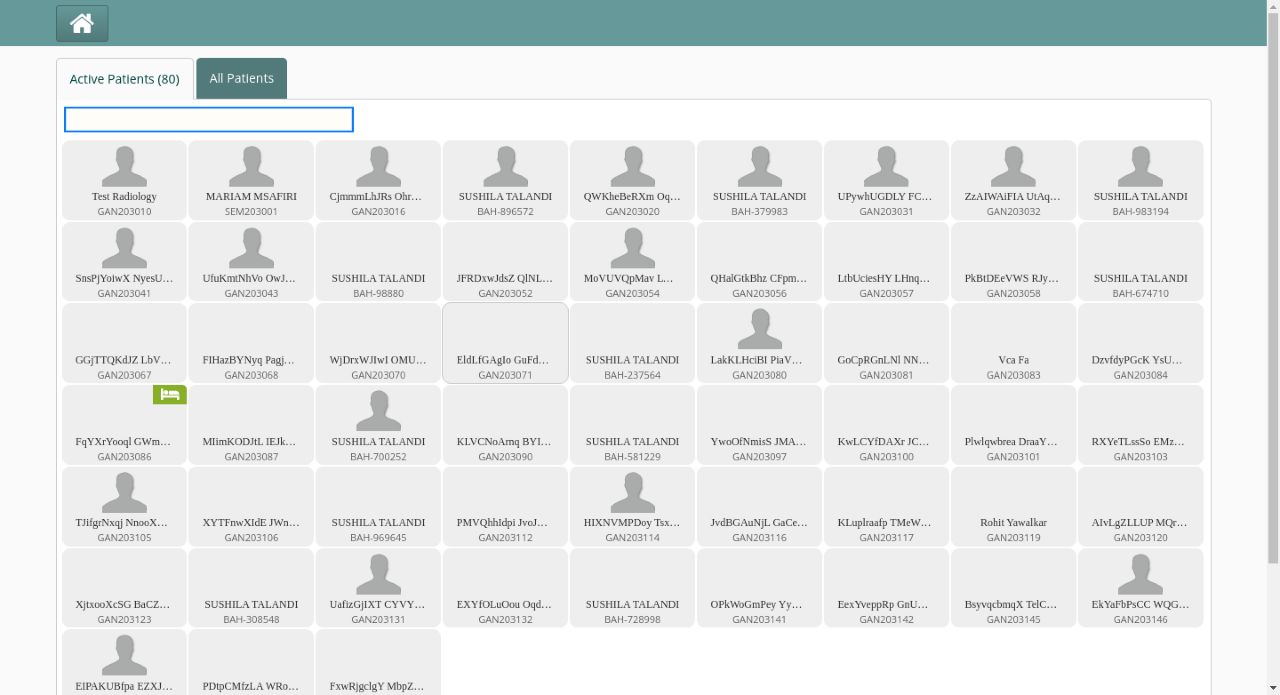 Active Patients (80)
All Patients
Test Radiology
GAN203010
MARIAM MSAFIRI
SEM203001
CjmmmLhJRs Ohr…
GAN203016
SUSHILA TALANDI
BAH-896572
QWKheBeRXm Oq…
GAN203020
SUSHILA TALANDI
BAH-379983
UPywhUGDLY FC…
GAN203031
ZzAIWAiFIA UtAq…
GAN203032
SUSHILA TALANDI
BAH-983194
SnsPjYoiwX NyesU…
GAN203041
UfuKmtNhVo OwJ…
GAN203043
SUSHILA TALANDI
BAH-98880
JFRDxwJdsZ QlNL…
GAN203052
MoVUVQpMav L…
GAN203054
QHalGtkBhz CFpm…
GAN203056
LtbUciesHY LHnq…
GAN203057
PkBtDEeVWS RJy…
GAN203058
SUSHILA TALANDI
BAH-674710
GGjTTQKdJZ LbV…
GAN203067
FIHazBYNyq Pagj…
GAN203068
WjDrxWJIwI OMU…
GAN203070
EldLfGAgIo GuFd…
GAN203071
SUSHILA TALANDI
BAH-237564
LakKLHciBI PiaV…
GAN203080
GoCpRGnLNl NN…
GAN203081
Vca Fa
GAN203083
DzvfdyPGcK YsU…
GAN203084
FqYXrYooql GWm…
GAN203086
MIimKODJtL IEJk…
GAN203087
SUSHILA TALANDI
BAH-700252
KLVCNoAmq BYI…
GAN203090
SUSHILA TALANDI
BAH-581229
YwoOfNmisS JMA…
GAN203097
KwLCYfDAXr JC…
GAN203100
Plwlqwbrea DraaY…
GAN203101
RXYeTLssSo EMz…
GAN203103
TJifgrNxqj NnooX…
GAN203105
XYTFnwXIdE JWn…
GAN203106
SUSHILA TALANDI
BAH-969645
PMVQhhIdpi JvoJ…
GAN203112
HIXNVMPDoy Tsx…
GAN203114
JvdBGAuNjL GaCe…
GAN203116
KLuplraafp TMeW…
GAN203117
Rohit Yawalkar
GAN203119
AIvLgZLLUP MQr…
GAN203120
XjtxooXcSG BaCZ…
GAN203123
SUSHILA TALANDI
BAH-308548
UafizGjIXT CYVY…
GAN203131
EXYfOLuOou Oqd…
GAN203132
SUSHILA TALANDI
BAH-728998
OPkWoGmPey Yy…
GAN203141
EexYveppRp GnU…
GAN203142
BsyvqcbmqX TelC…
GAN203145
EkYaFbPsCC WQG…
GAN203146
EIPAKUBfpa EZXJ…
PDtpCMfzLA WRo…
FxwRjgclgY MbpZ…